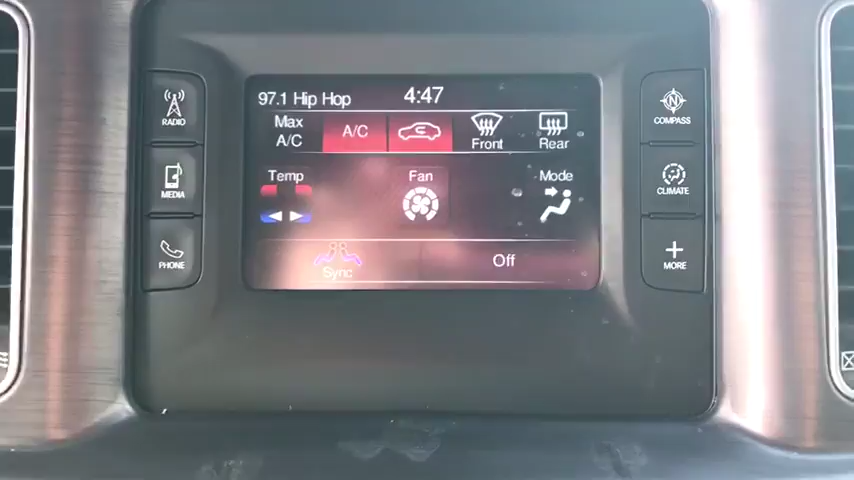 RADIO
MEDIA
PHONE
97.1 Hip Hop 4:47
Max A/C
A/C
Front
Rear
Temp
Fan
Mode
Sync
Off
N
COMPASS
CLIMATE
MORE